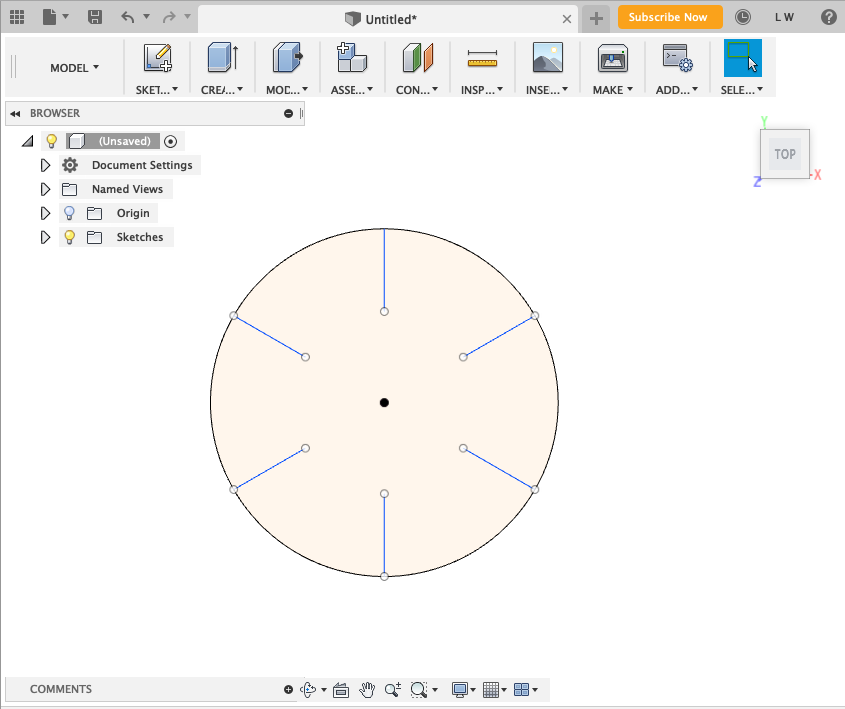 Untitled*
Subscribe Now
L W
MODEL
SKET...
CREA...
MOD...
ASSE...
CON...
INSP...
INSE...
MAKE
ADD...
SELE...
BROWSER
(Unsaved)
Document Settings
Named Views
Origin
Sketches
Y
TOP
X
Z
COMMENTS